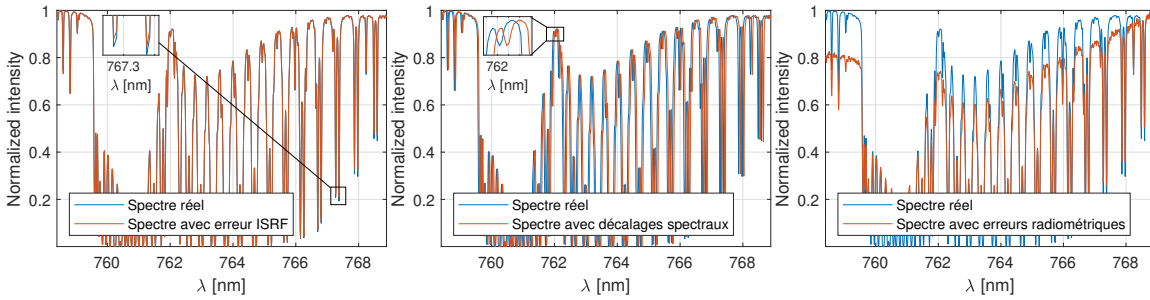 Normalized intensity
1
0.8
0.6
0.4
0.2
767.3
λ [nm]
Spectre réel
Spectre avec erreur ISRF
760 762 764 766 768
λ [nm]
Normalized intensity
1
0.8
0.6
0.4
0.2
762
λ [nm]
Spectre réel
Spectre avec décalages spectraux
760 762 764 766 768
λ [nm]
Normalized intensity
1
0.8
0.6
0.4
0.2
Spectre réel
Spectre avec erreurs radiométriques
760 762 764 766 768
λ [nm]